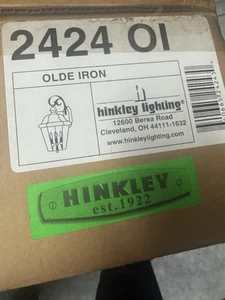 2424 OI
OLDE IRON
hinkley lighting®
12600 Berea Road
Cleveland, OH 44111-1632
www.hinkleylighting.com
HINKLEY
est.1922